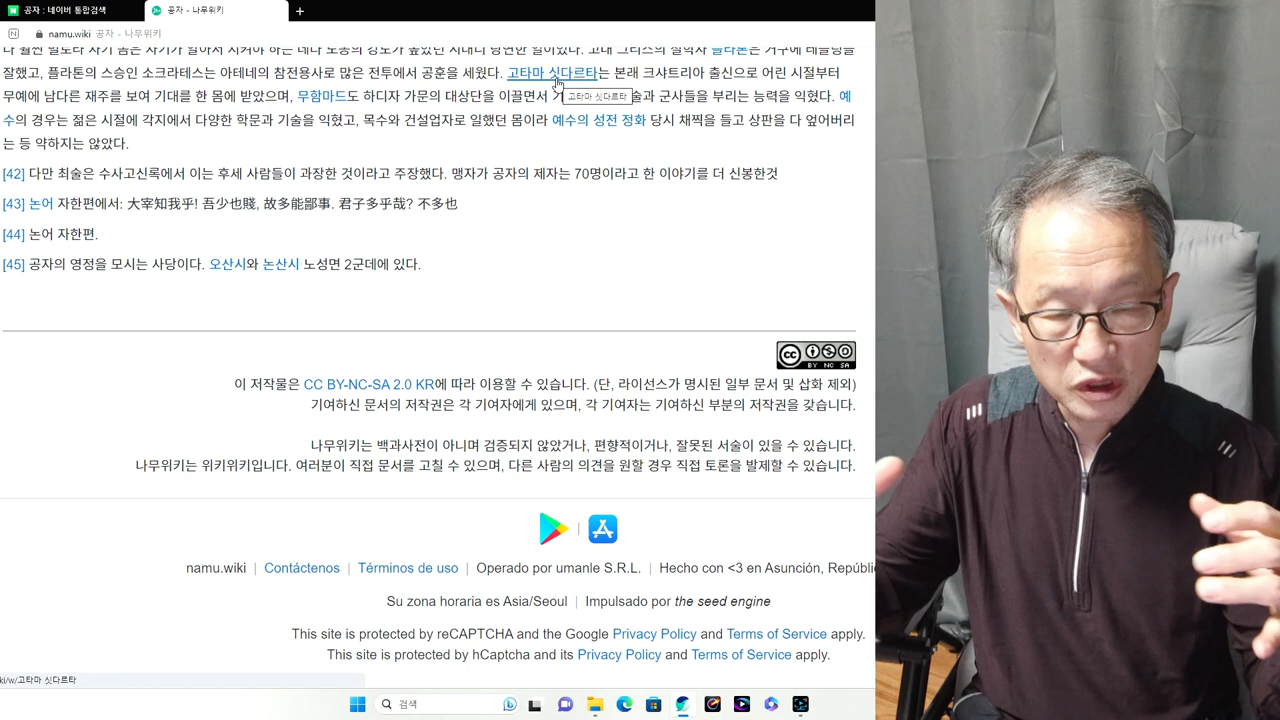 공자 : 네이버 통합검색
공자 - 나무위키
namu.wiki 공자 - 나무위키
잘했고, 플라톤의 스승인 소크라테스는 아테네의 참전용사로 많은 전투에서 공훈을 세웠다. 고타마 싯다르타는 본래 크샤트리아 출신으로 어린 시절부터
무예에 남다른 재주를 보여 기대를 한 몸에 받았으며, 무함마드도 하디자 가문의 대상단을 이끌면서 술과 군사들을 부리는 능력을 익혔다. 예
고타마 싯다르타
수의 경우는 젊은 시절에 각지에서 다양한 학문과 기술을 익혔고, 목수와 건설업자로 일했던 몸이라 예수의 성전 정화 당시 채찍을 들고 상판을 다 엎어버리
는 등 약하지는 않았다.
[42] 다만 최술은 수사고신록에서 이는 후세 사람들이 과장한 것이라고 주장했다. 맹자가 공자의 제자는 70명이라고 한 이야기를 더 신봉한것
[43] 논어 자한편에서: 大宰知我乎! 吾少也賤, 故多能鄙事. 君子多乎哉? 不多也
[44] 논어 자한편.
[45] 공자의 영정을 모시는 사당이다. 오산시와 논산시 노성면 2군데에 있다.
cc BY NC SA
이 저작물은 CC BY-NC-SA 2.0 KR에 따라 이용할 수 있습니다. (단, 라이선스가 명시된 일부 문서 및 삽화 제외)
기여하신 문서의 저작권은 각 기여자에게 있으며, 각 기여자는 기여하신 부분의 저작권을 갖습니다.
나무위키는 백과사전이 아니며 검증되지 않았거나, 편향적이거나, 잘못된 서술이 있을 수 있습니다.
나무위키는 위키위키입니다. 여러분이 직접 문서를 고칠 수 있으며, 다른 사람의 의견을 원할 경우 직접 토론을 발제할 수 있습니다.
namu.wiki | Contáctenos | Términos de uso | Operado por umanle S.R.L. | Hecho con <3 en Asunción, Repúbli
Su zona horaria es Asia/Seoul | Impulsado por the seed engine
This site is protected by reCAPTCHA and the Google Privacy Policy and Terms of Service apply.
This site is protected by hCaptcha and its Privacy Policy and Terms of Service apply.
ki/w/고타마 싯다르타
검색